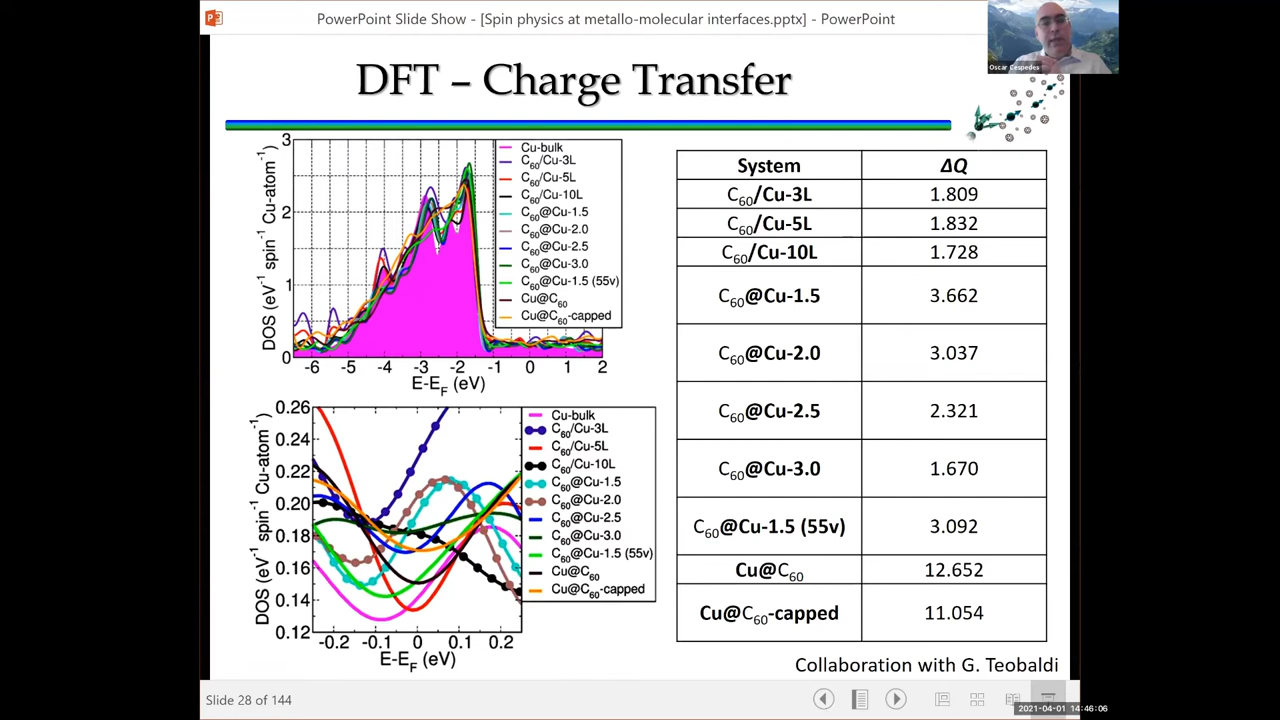 PowerPoint Slide Show - [Spin physics at metallo-molecular interfaces.pptx] - PowerPoint
Oscar Cespedes
DFT – Charge Transfer
3
2
1
0
DOS (eV⁻¹ spin⁻¹ Cu-atom⁻¹)
-6 -5 -4 -3 -2 -1 0 1 2
E-E_F (eV)
Cu-bulk
C₆₀/Cu-3L
C₆₀/Cu-5L
C₆₀/Cu-10L
C₆₀@Cu-1.5
C₆₀@Cu-2.0
C₆₀@Cu-2.5
C₆₀@Cu-3.0
C₆₀@Cu-1.5 (55v)
Cu@C₆₀
Cu@C₆₀-capped
0.26
0.24
0.22
0.20
0.18
0.16
0.14
0.12
DOS (eV⁻¹ spin⁻¹ Cu-atom⁻¹)
-0.2 -0.1 0 0.1 0.2
E-E_F (eV)
Cu-bulk
C₆₀/Cu-3L
C₆₀/Cu-5L
C₆₀/Cu-10L
C₆₀@Cu-1.5
C₆₀@Cu-2.0
C₆₀@Cu-2.5
C₆₀@Cu-3.0
C₆₀@Cu-1.5 (55v)
Cu@C₆₀
Cu@C₆₀-capped
System ΔQ
C₆₀/Cu-3L 1.809
C₆₀/Cu-5L 1.832
C₆₀/Cu-10L 1.728
C₆₀@Cu-1.5 3.662
C₆₀@Cu-2.0 3.037
C₆₀@Cu-2.5 2.321
C₆₀@Cu-3.0 1.670
C₆₀@Cu-1.5 (55v) 3.092
Cu@C₆₀ 12.652
Cu@C₆₀-capped 11.054
Collaboration with G. Teobaldi
Slide 28 of 144
2021-04-01 14:46:06